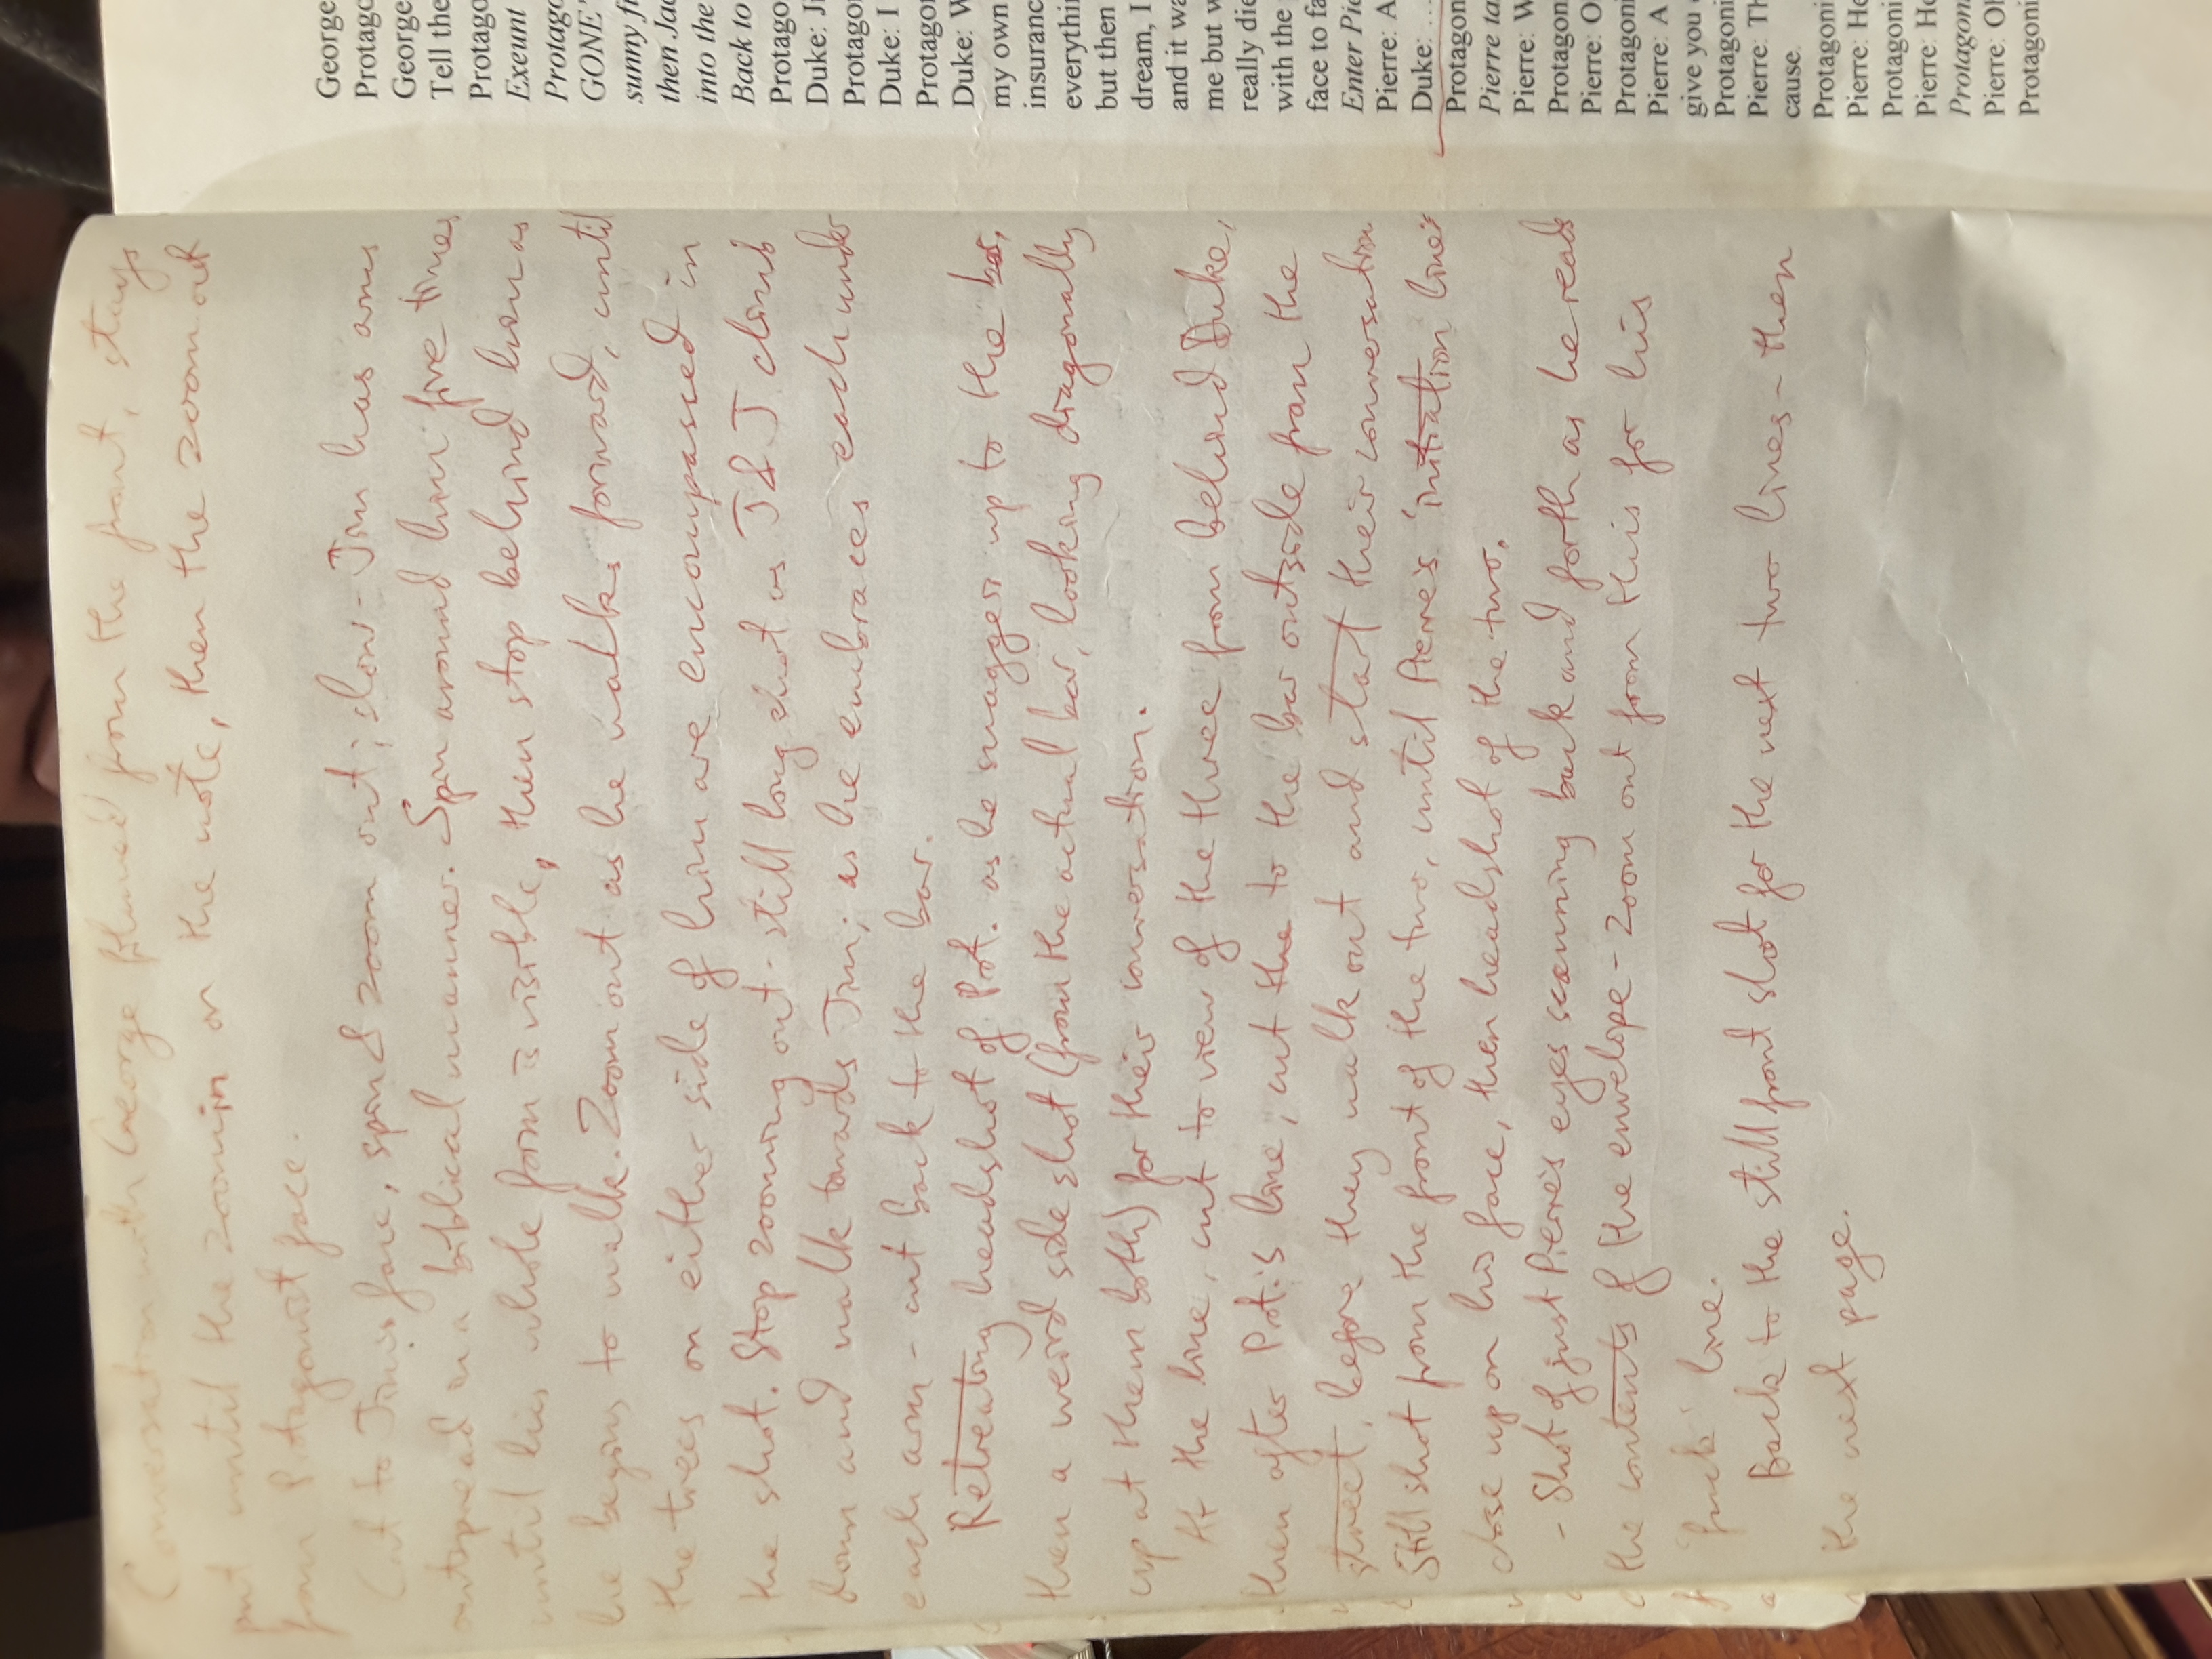 Conversation with George filmed from the front, stays
put until the zoom in on the note, then the zoom out
from Protagonist face.
Cut to Jim's face, spin & zoom out; slow - Jim has arms
outspread in a biblical manner. Spin around him five times
until his whole form is visible, then stop behind him as
he begins to walk. Zoom out as he walks forward, until
the trees on either side of him are encompassed in
the shot. Stop zooming out - still long shot as J & J climb
down and walk towards Jim; as he embraces each under
each arm - cut back to the bar.
Retreating headshot of Prot. as he swaggers up to the bar,
then a weird side shot (from the actual bar, looking diagonally
up at them both) for their conversation.
At the line, cut to view of the three from behind Duke,
then after Prot.'s line, cut the to the bar outside from the
street, before they walk out and start their conversation
Still shot from the front of the two, until Pierre's 'initiation line's
close up on his face, then headshot of the two.
- Shot of just Pierre's eyes scanning back and forth as he reads
the contents of the envelope - Zoom out from this for his
'fuck' line.
Back to the still front shot for the next two lines - then
the next page.
George
Protago
George
Tell the
Protago
Exeunt
Protago
GONE'
sunny fi
then Jac
into the
Back to
Protago
Duke: Ji
Protagor
Duke: I
Protagor
Duke: W
my own
insuranc
everythin
but then
dream, I
and it wa
me but w
really die
with the
face to fa
Enter Pie
Pierre: A
Duke: ...
Protagon
Pierre ta
Pierre: W
Protagon
Pierre: O
Protagoni
Pierre: A
give you
Protagoni
Pierre: Th
cause.
Protagoni
Pierre: He
Protagoni
Pierre: He
Protagon
Pierre: Oh
Protagoni